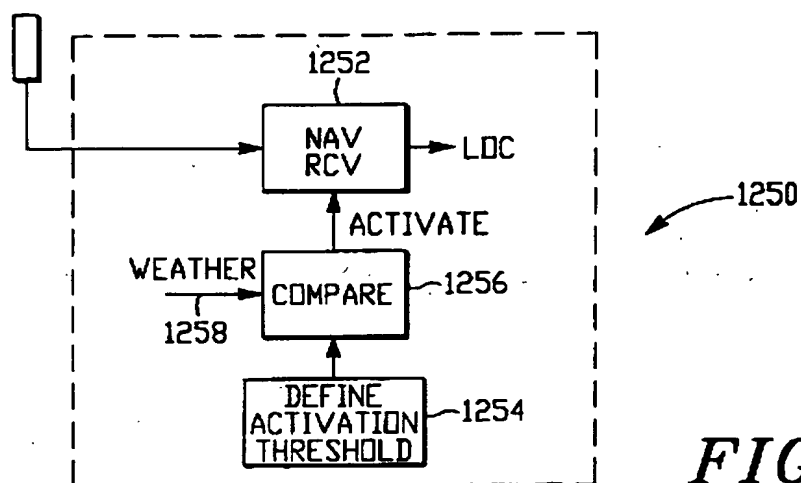 1252
NAV
RCV
LOC
1250
ACTIVATE
WEATHER
COMPARE
1256
1258
DEFINE
ACTIVATION
THRESHOLD
1254
FIG